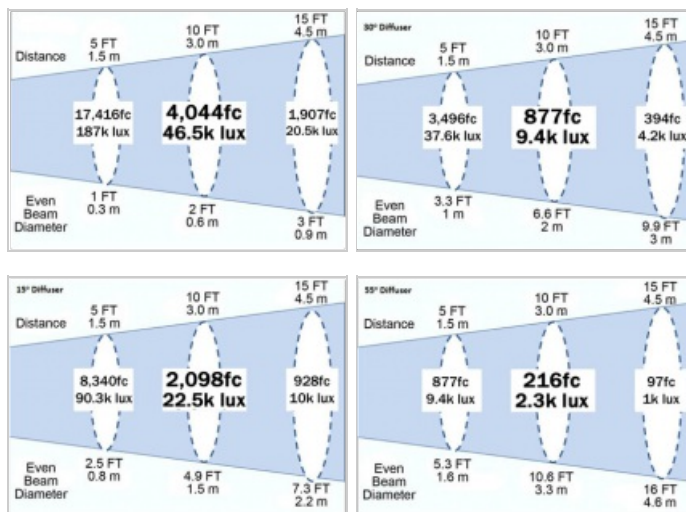 15 FT
4.5 m
10 FT
3.0 m
5 FT
1.5 m
Distance
17,416fc
187k lux
4,044fc
46.5k lux
1,907fc
20.5k lux
Even
Beam
Diameter
1 FT
0.3 m
2 FT
0.6 m
3 FT
0.9 m
30° Diffuser
15 FT
4.5 m
10 FT
3.0 m
5 FT
1.5 m
Distance
3,496fc
37.6k lux
877fc
9.4k lux
394fc
4.2k lux
Even
Beam
Diameter
3.3 FT
1 m
6.6 FT
2 m
9.9 FT
3 m
15° Diffuser
15 FT
4.5 m
10 FT
3.0 m
5 FT
1.5 m
Distance
8,340fc
90.3k lux
2,098fc
22.5k lux
928fc
10k lux
Even
Beam
Diameter
2.5 FT
0.8 m
4.9 FT
1.5 m
7.3 FT
2.2 m
55° Diffuser
15 FT
4.5 m
10 FT
3.0 m
5 FT
1.5 m
Distance
877fc
9.4k lux
216fc
2.3k lux
97fc
1k lux
Even
Beam
Diameter
5.3 FT
1.6 m
10.6 FT
3.3 m
16 FT
4.6 m